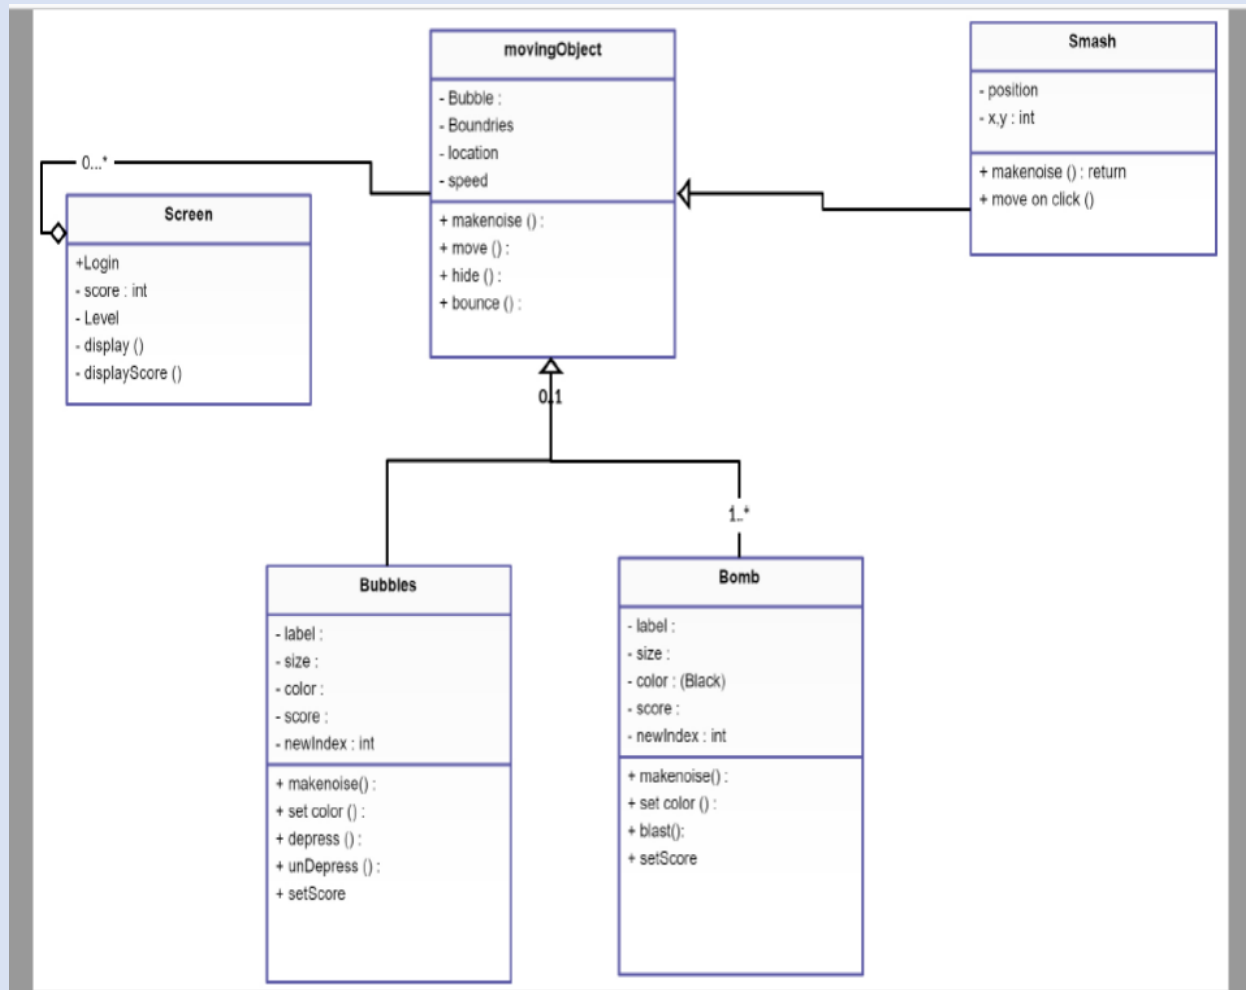 movingObject
- Bubble :
- Boundries
- location
- speed
+ makenoise () :
+ move () :
+ hide () :
+ bounce () :
Smash
- position
- x,y : int
+ makenoise () : return
+ move on click ()
0...*
Screen
+Login
- score : int
- Level
- display ()
- displayScore ()
0..1
1..*
Bubbles
- label :
- size :
- color :
- score :
- newIndex : int
+ makenoise() :
+ set color () :
+ depress () :
+ unDepress () :
+ setScore
Bomb
- label :
- size :
- color : (Black)
- score :
- newIndex : int
+ makenoise() :
+ set color () :
+ blast():
+ setScore